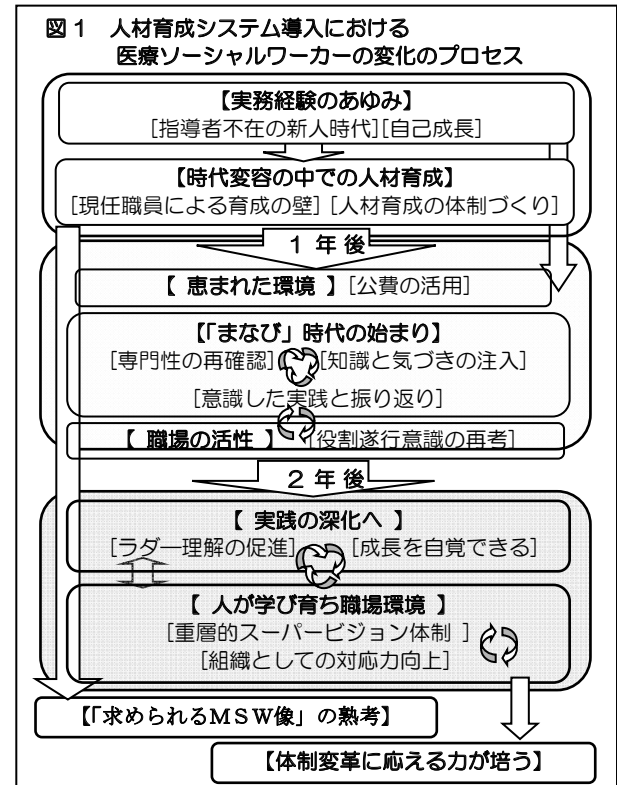 図1　人材育成システム導入における
医療ソーシャルワーカーの変化のプロセス
【実務経験のあゆみ】
[指導者不在の新人時代][自己成長]
【時代変容の中での人材育成】
[現任職員による育成の壁] [人材育成の体制づくり]
1 年 後
【 恵まれた環境 】[公費の活用]
【「まなび」時代の始まり】
[専門性の再確認] [知識と気づきの注入]
[意識した実践と振り返り]
【 職場の活性 】 [役割遂行意識の再考]
2 年 後
【 実践の深化へ 】
[ラダー理解の促進] [成長を自覚できる]
【 人が学び育ち職場環境 】
[重層的スーパービジョン体制 ]
[組織としての対応力向上]
【「求められるMSW像」の熟考】
【体制変革に応える力が培う】